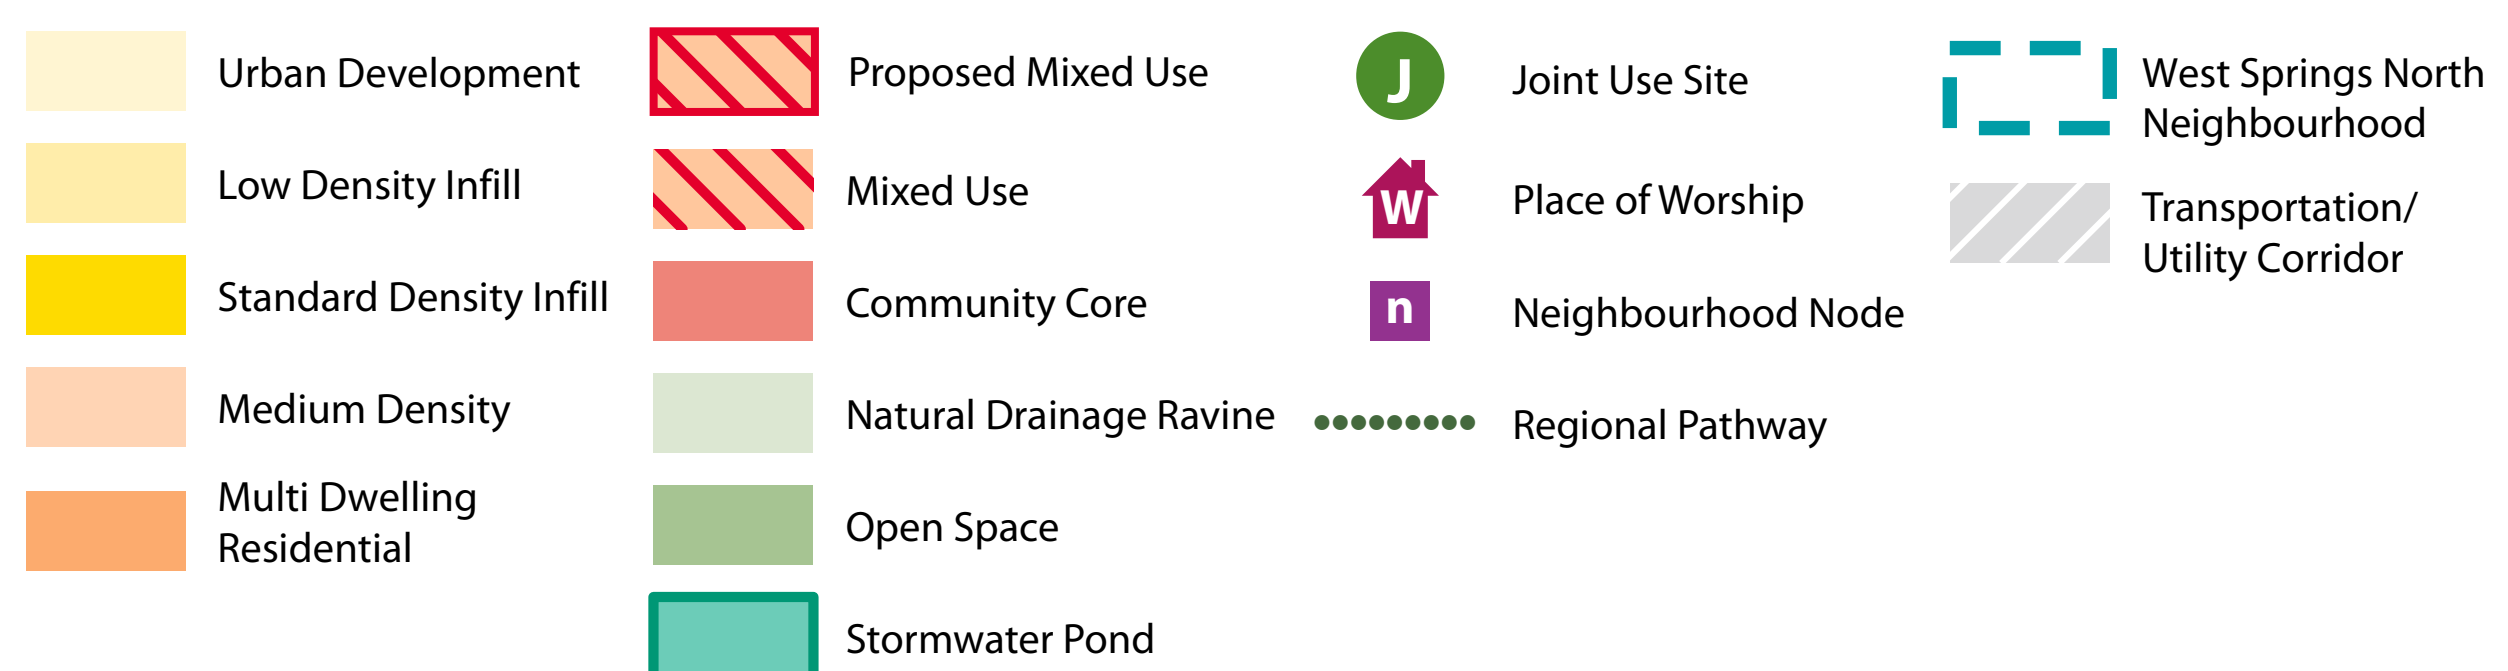 Urban Development
Low Density Infill
Standard Density Infill
Medium Density
Multi Dwelling
Residential
Proposed Mixed Use
Mixed Use
Community Core
Natural Drainage Ravine
Open Space
Stormwater Pond
J
Joint Use Site
W
Place of Worship
n
Neighbourhood Node
Regional Pathway
West Springs North
Neighbourhood
Transportation/
Utility Corridor